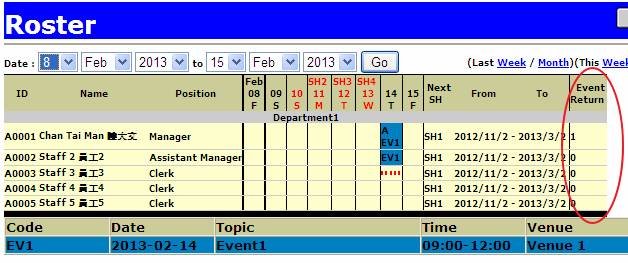 Roster
Date : 8 Feb 2013 to 15 Feb 2013 Go (Last Week / Month)(This Week
ID Name Position Feb 08 F 09 S 10 S SH2 11 M SH3 12 T SH4 13 W 14 T 15 F Next SH From To Event Return
Department1
A0001 Chan Tai Man 陳大文 Manager A EV1 SH1 2012/11/2 - 2013/3/2 1
A0002 Staff 2 員工2 Assistant Manager EV1 SH1 2012/11/2 - 2013/3/2 0
A0003 Staff 3 員工3 Clerk SH1 2012/11/2 - 2013/3/2 0
A0004 Staff 4 員工4 Clerk SH1 2012/11/2 - 2013/3/2 0
A0005 Staff 5 員工5 Clerk SH1 2012/11/2 - 2013/3/2 0
Code Date Topic Time Venue
EV1 2013-02-14 Event1 09:00-12:00 Venue 1